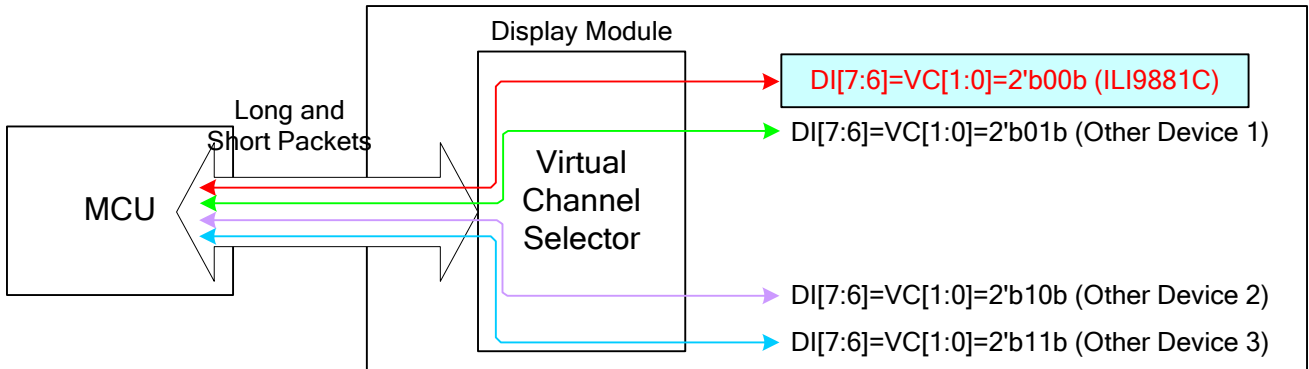 Display Module
DI[7:6]=VC[1:0]=2'b00b (ILI9881C)
Long and
Short Packets
DI[7:6]=VC[1:0]=2'b01b (Other Device 1)
MCU
Virtual
Channel
Selector
DI[7:6]=VC[1:0]=2'b10b (Other Device 2)
DI[7:6]=VC[1:0]=2'b11b (Other Device 3)